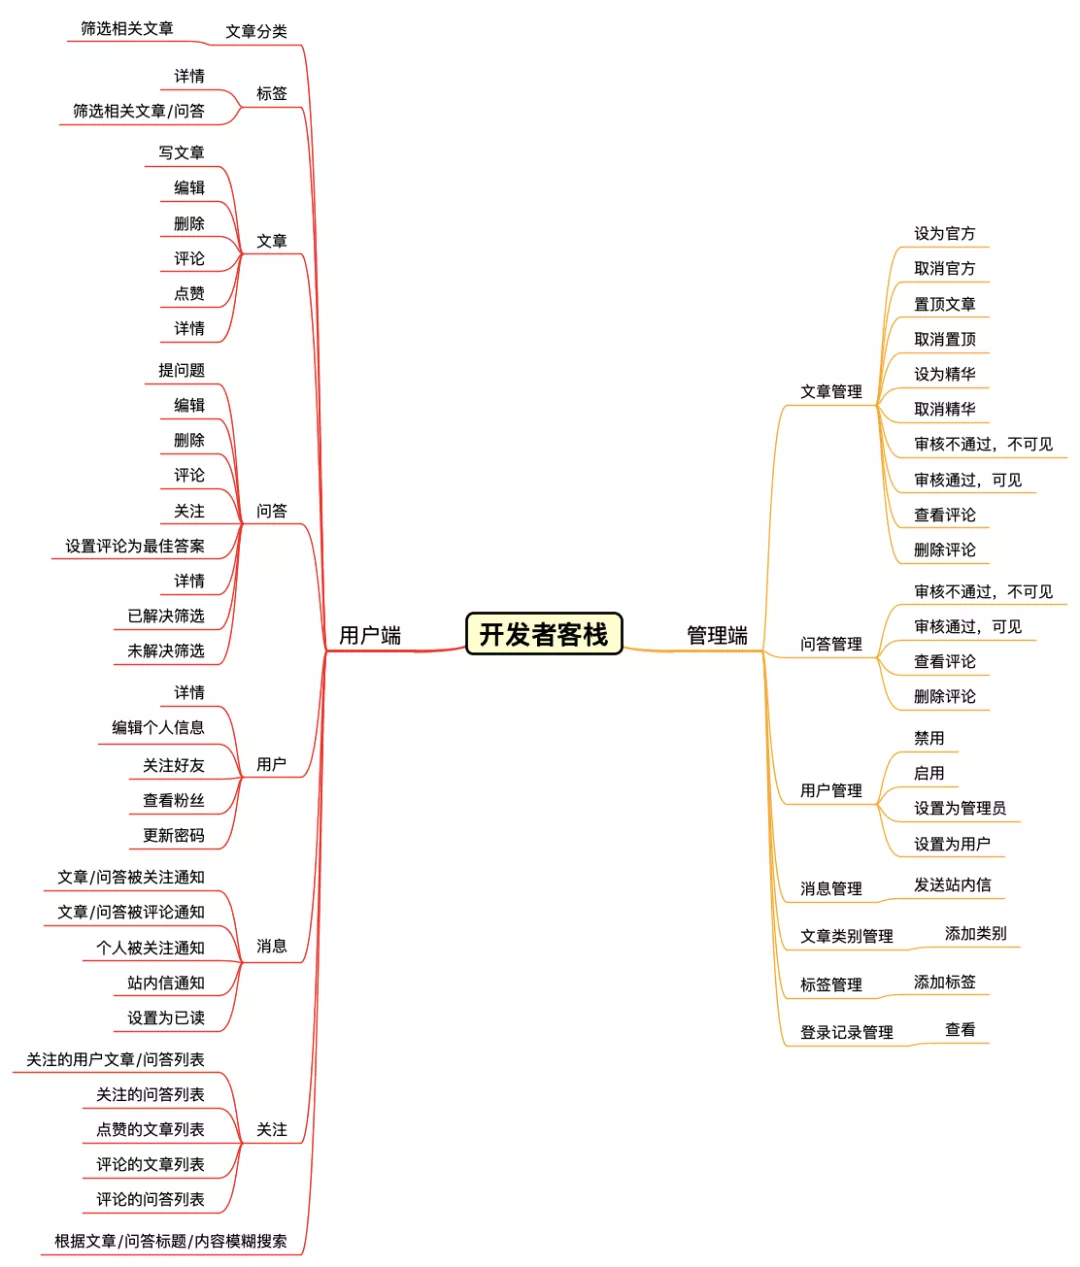 开发者客栈
用户端
文章分类
筛选相关文章
标签
详情
筛选相关文章/问答
文章
写文章
编辑
删除
评论
点赞
详情
问答
提问题
编辑
删除
评论
关注
设置评论为最佳答案
详情
已解决筛选
未解决筛选
用户
详情
编辑个人信息
关注好友
查看粉丝
更新密码
消息
文章/问答被关注通知
文章/问答被评论通知
个人被关注通知
站内信通知
设置为已读
关注
关注的用户文章/问答列表
关注的问答列表
点赞的文章列表
评论的文章列表
评论的问答列表
根据文章/问答标题/内容模糊搜索
管理端
文章管理
设为官方
取消官方
置顶文章
取消置顶
设为精华
取消精华
审核不通过，不可见
审核通过，可见
查看评论
删除评论
问答管理
审核不通过，不可见
审核通过，可见
查看评论
删除评论
用户管理
禁用
启用
设置为管理员
设置为用户
消息管理
发送站内信
文章类别管理
添加类别
标签管理
添加标签
登录记录管理
查看